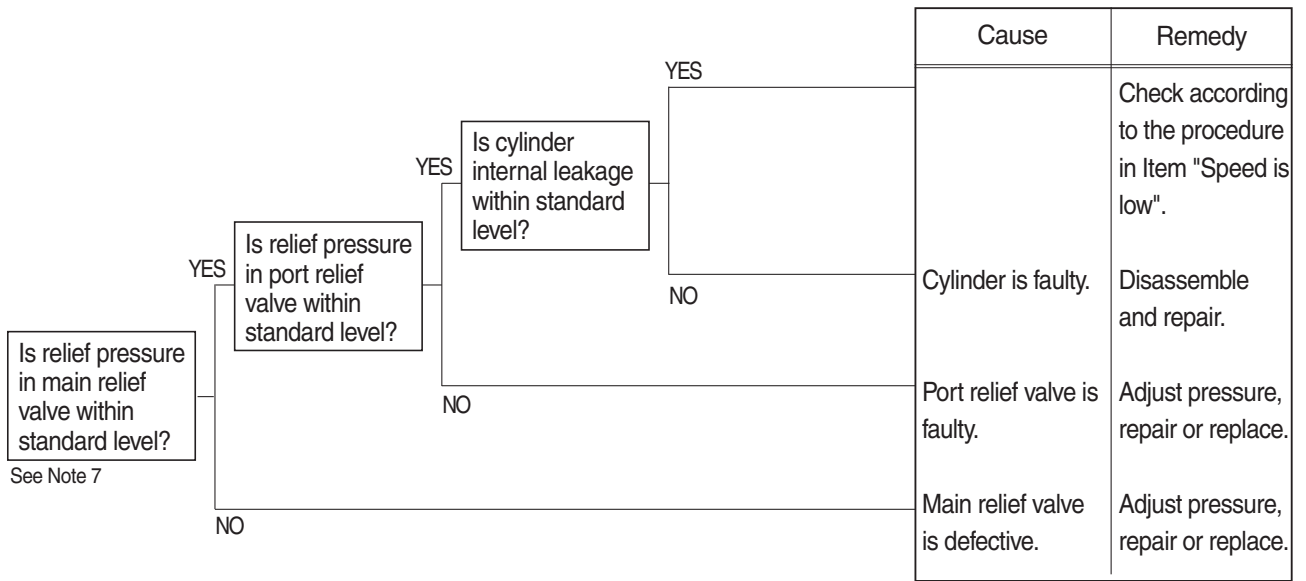 Cause
Remedy
YES
Check according
to the procedure
in Item "Speed is
low".
Is cylinder
internal leakage
within standard
level?
YES
NO
Cylinder is faulty.
Disassemble
and repair.
Is relief pressure
in port relief
valve within
standard level?
YES
NO
Port relief valve is
faulty.
Adjust pressure,
repair or replace.
Is relief pressure
in main relief
valve within
standard level?
See Note 7
NO
Main relief valve
is defective.
Adjust pressure,
repair or replace.